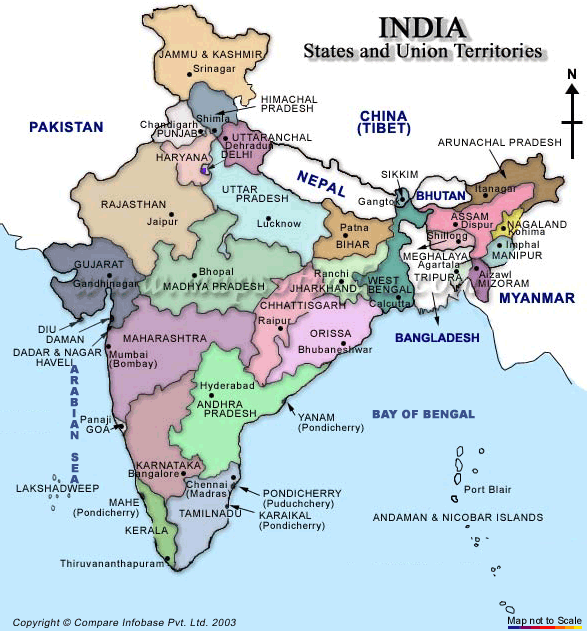 INDIA
States and Union Territories
N
JAMMU & KASHMIR
Srinagar
HIMACHAL
PRADESH
Shimla
Chandigarh
PUNJAB
PAKISTAN
CHINA
(TIBET)
UTTARANCHAL
Dehradun
HARYANA
DELHI
ARUNACHAL PRADESH
Itanagar
SIKKIM
Gangtok
NEPAL
BHUTAN
RAJASTHAN
Jaipur
UTTAR
PRADESH
Lucknow
ASSAM
Dispur
NAGALAND
Kohima
Shillong
Imphal
MANIPUR
MEGHALAYA
Agartala
TRIPURA
Aizawl
MIZORAM
Patna
BIHAR
GUJARAT
Gandhinagar
Bhopal
MADHYA PRADESH
Ranchi
JHARKHAND
WEST
BENGAL
Calcutta
MYANMAR
CHHATTISGARH
Raipur
ORISSA
Bhubaneshwar
BANGLADESH
DIU
DAMAN
DADAR & NAGAR
HAVELI
MAHARASHTRA
Mumbai
(Bombay)
ARABIAN SEA
Hyderabad
ANDHRA
PRADESH
YANAM
(Pondicherry)
BAY OF BENGAL
Panaji
GOA
KARNATAKA
Bangalore
Chennai
(Madras)
PONDICHERRY
(Puduchchery)
KARAIKAL
(Pondicherry)
LAKSHADWEEP
MAHE
(Pondicherry)
TAMILNADU
KERALA
Port Blair
ANDAMAN & NICOBAR ISLANDS
Thiruvananthapuram
Copyright © Compare Infobase Pvt. Ltd. 2003
Map not to Scale